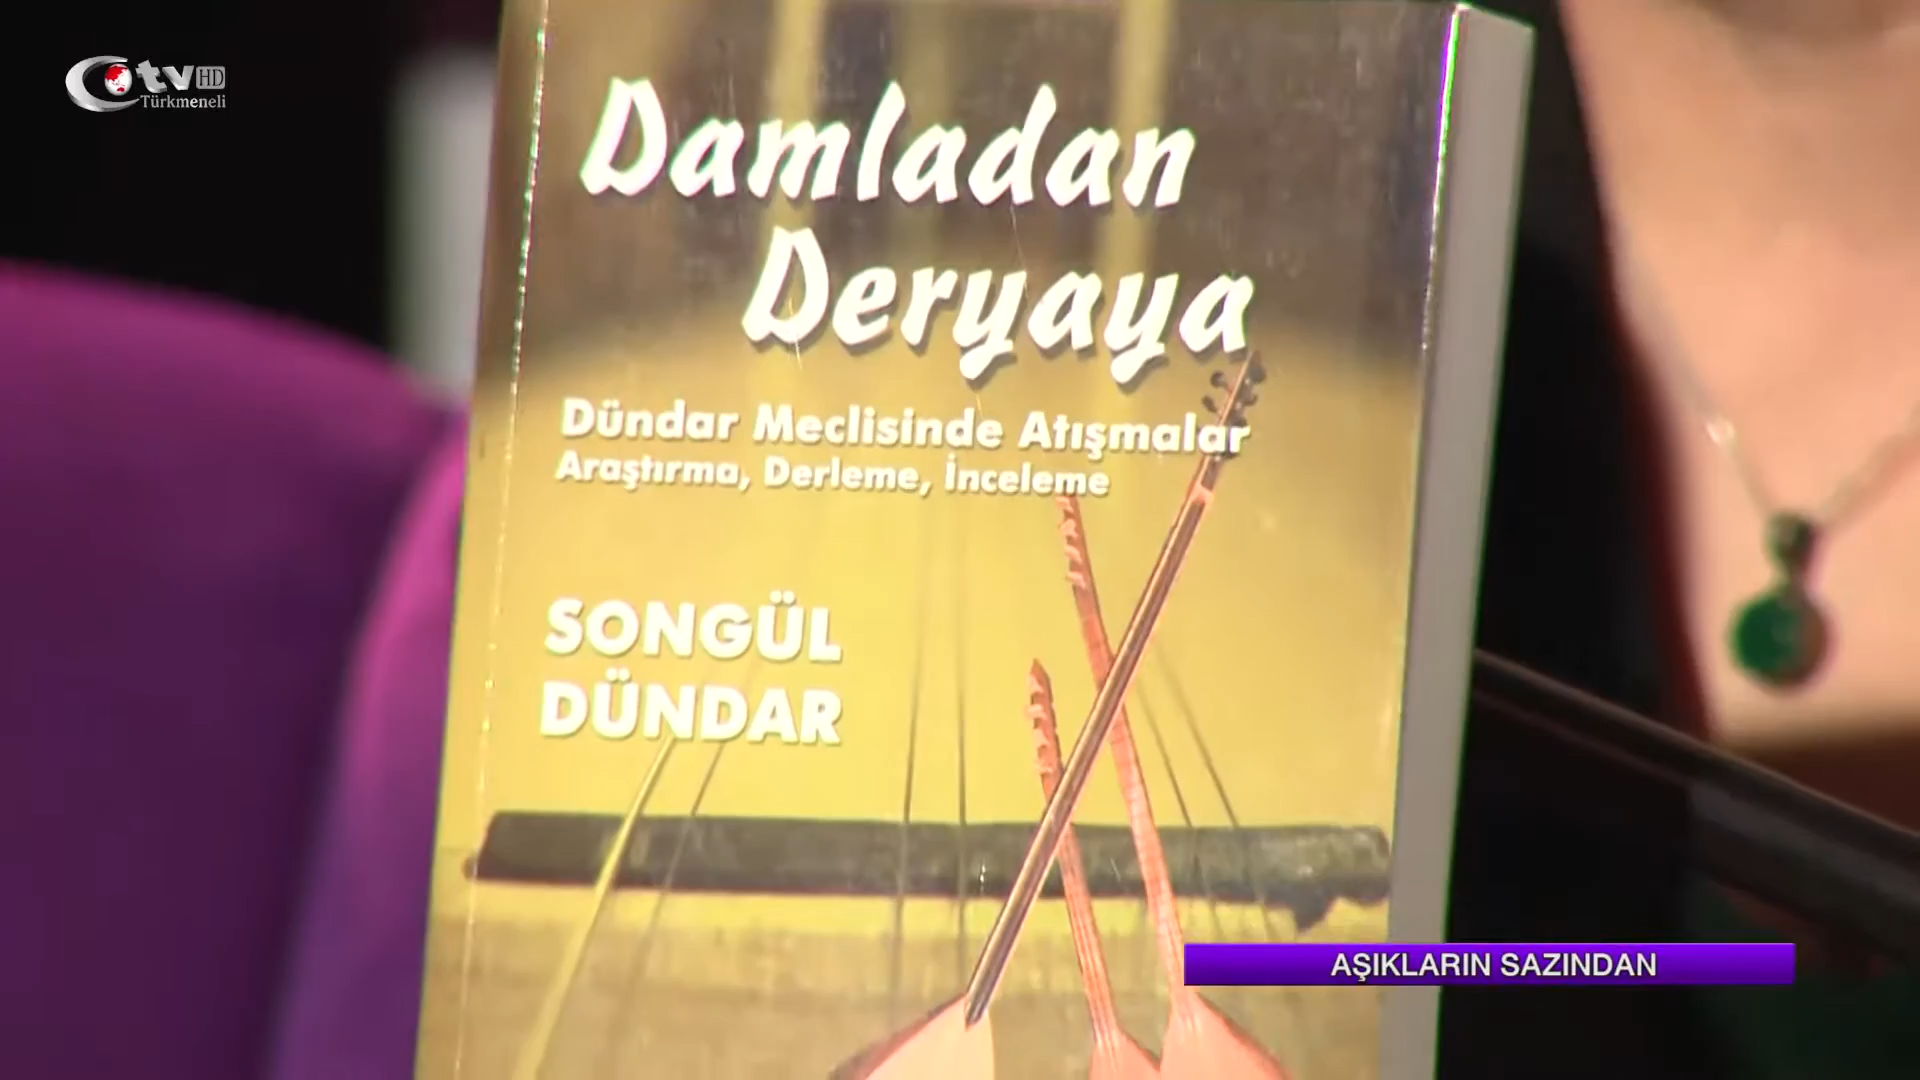 tv HD
Türkmeneli
Damladan
Deryaya
Dündar Meclisinde Atışmalar
Araştırma, Derleme, İnceleme
SONGÜL
DÜNDAR
AŞIKLARIN SAZINDAN